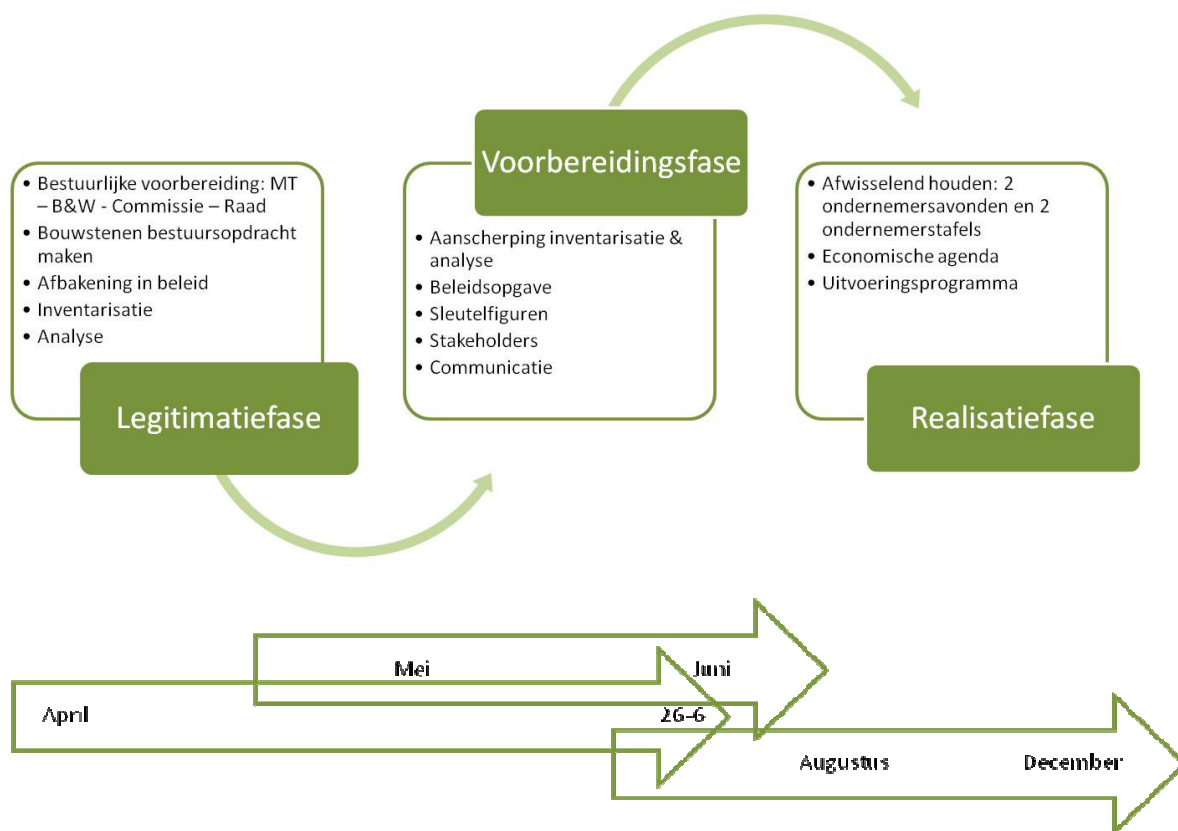 • Bestuurlijke voorbereiding: MT
– B&W - Commissie – Raad
• Bouwstenen bestuursopdracht
maken
• Afbakening in beleid
• Inventarisatie
• Analyse
Legitimatiefase
Voorbereidingsfase
• Aanscherping inventarisatie &
analyse
• Beleidsopgave
• Sleutelfiguren
• Stakeholders
• Communicatie
• Afwisselend houden: 2
ondernemersavonden en 2
ondernemerstafels
• Economische agenda
• Uitvoeringsprogramma
Realisatiefase
Mei Juni
April 26-6
Augustus December